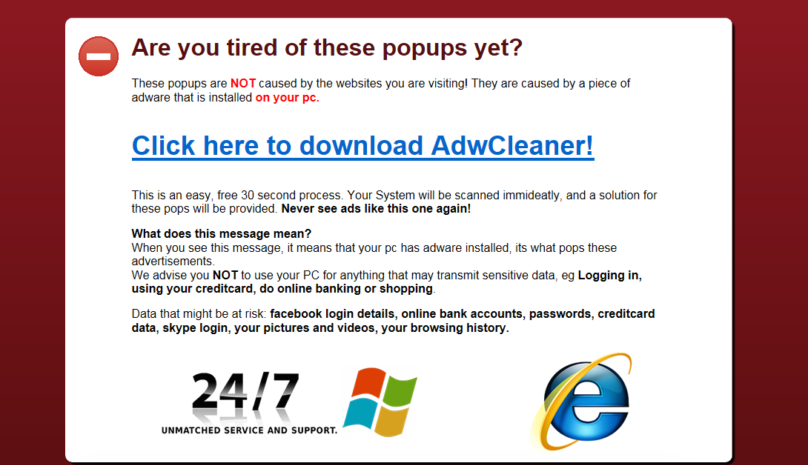 Are you tired of these popups yet?
These popups are NOT caused by the websites you are visiting! They are caused by a piece of
adware that is installed on your pc.
Click here to download AdwCleaner!
This is an easy, free 30 second process. Your System will be scanned immideatly, and a solution for
these pops will be provided. Never see ads like this one again!
What does this message mean?
When you see this message, it means that your pc has adware installed, its what pops these
advertisements.
We advise you NOT to use your PC for anything that may transmit sensitive data, eg Logging in,
using your creditcard, do online banking or shopping.
Data that might be at risk: facebook login details, online bank accounts, passwords, creditcard
data, skype login, your pictures and videos, your browsing history.
24/7
UNMATCHED SERVICE AND SUPPORT.